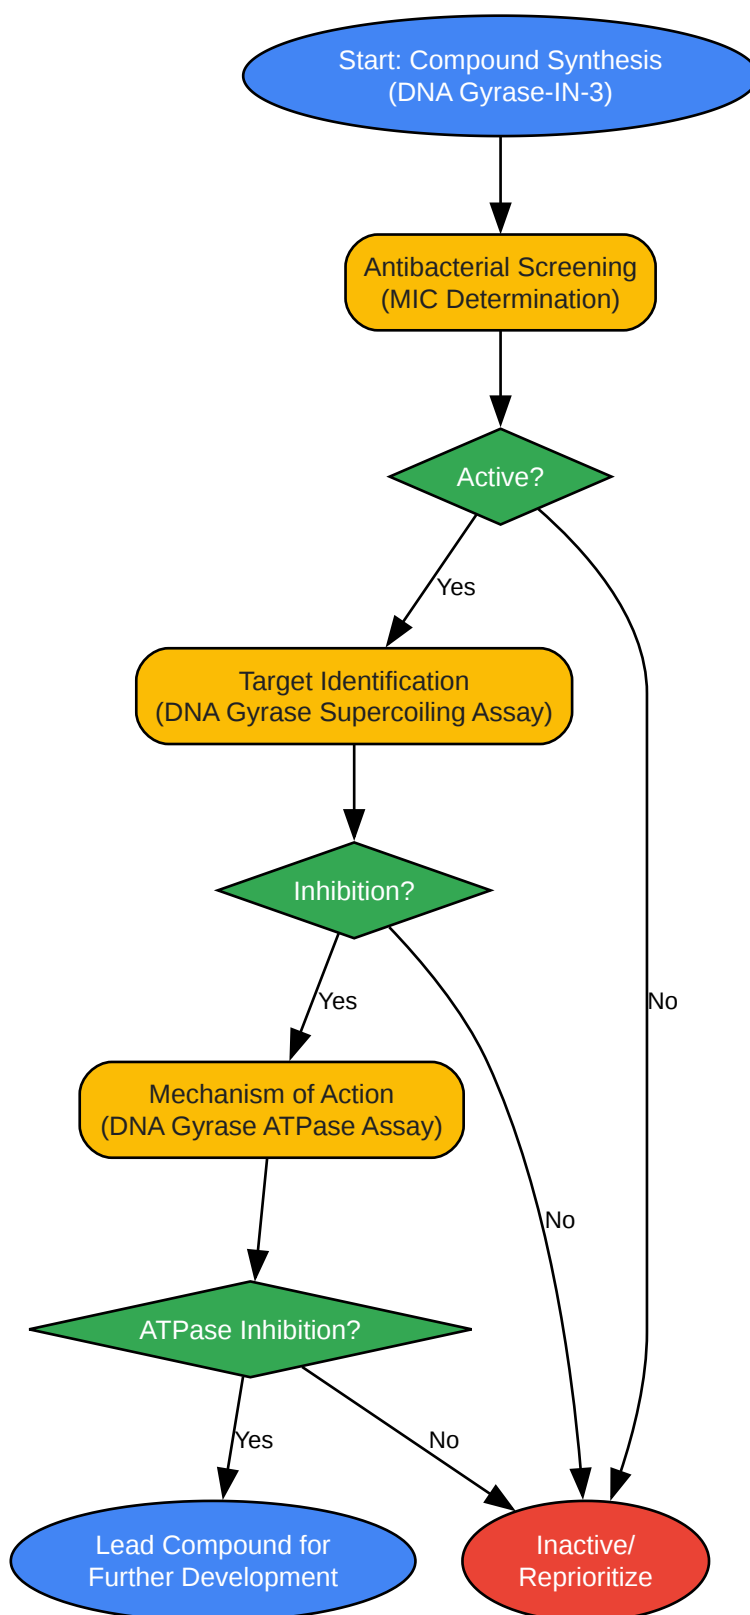 Start: Compound Synthesis
(DNA Gyrase-IN-3)
Antibacterial Screening
(MIC Determination)
Active?
Yes
Target Identification
(DNA Gyrase Supercoiling Assay)
Inhibition?
Yes
No
Mechanism of Action
(DNA Gyrase ATPase Assay)
No
ATPase Inhibition?
Yes
No
Lead Compound for
Further Development
Inactive/
Reprioritize